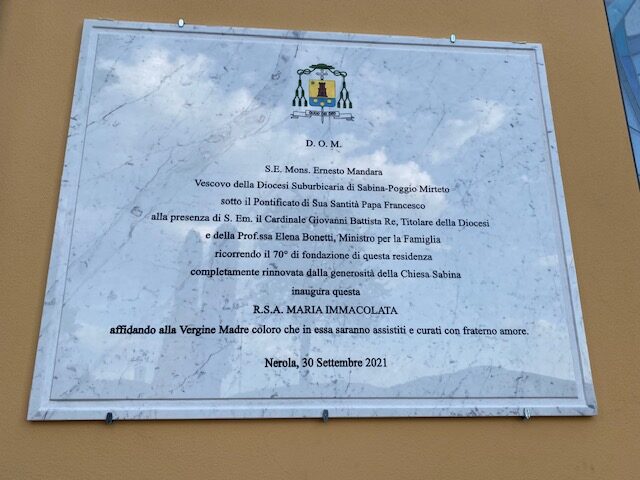 D. O. M.
S.E. Mons. Ernesto Mandara
Vescovo della Diocesi Suburbicaria di Sabina-Poggio Mirteto
sotto il Pontificato di Sua Santità Papa Francesco
alla presenza di S. Em. il Cardinale Giovanni Battista Re, Titolare della Diocesi
e della Prof.ssa Elena Bonetti, Ministro per la Famiglia
ricorrendo il 70° di fondazione di questa residenza
completamente rinnovata dalla generosità della Chiesa Sabina
inaugura questa
R.S.A. MARIA IMMACOLATA
affidando alla Vergine Madre coloro che in essa saranno assistiti e curati con fraterno amore.
Nerola, 30 Settembre 2021